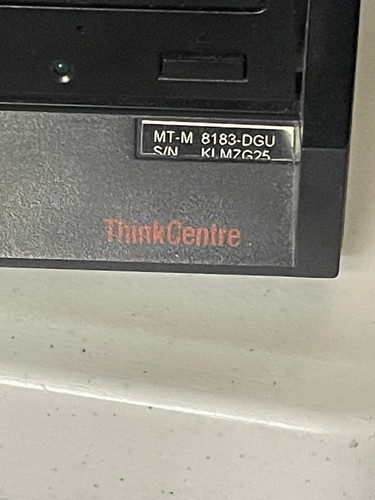 MT-M 8183-DGU
S/N KLMZG25
ThinkCentre